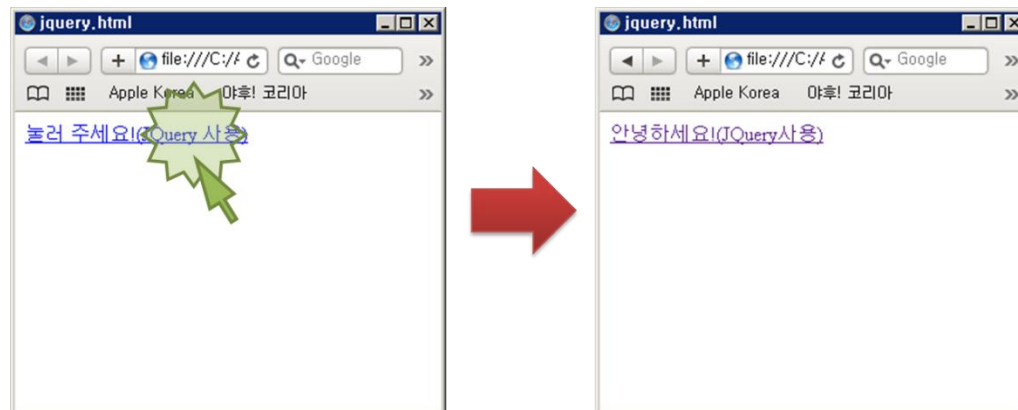 jquery.html
file:///C:/
Google
Apple Korea 야후! 코리아
눌러 주세요!(JQuery 사용)
jquery.html
file:///C:/
Google
Apple Korea 야후! 코리아
안녕하세요!(JQuery사용)